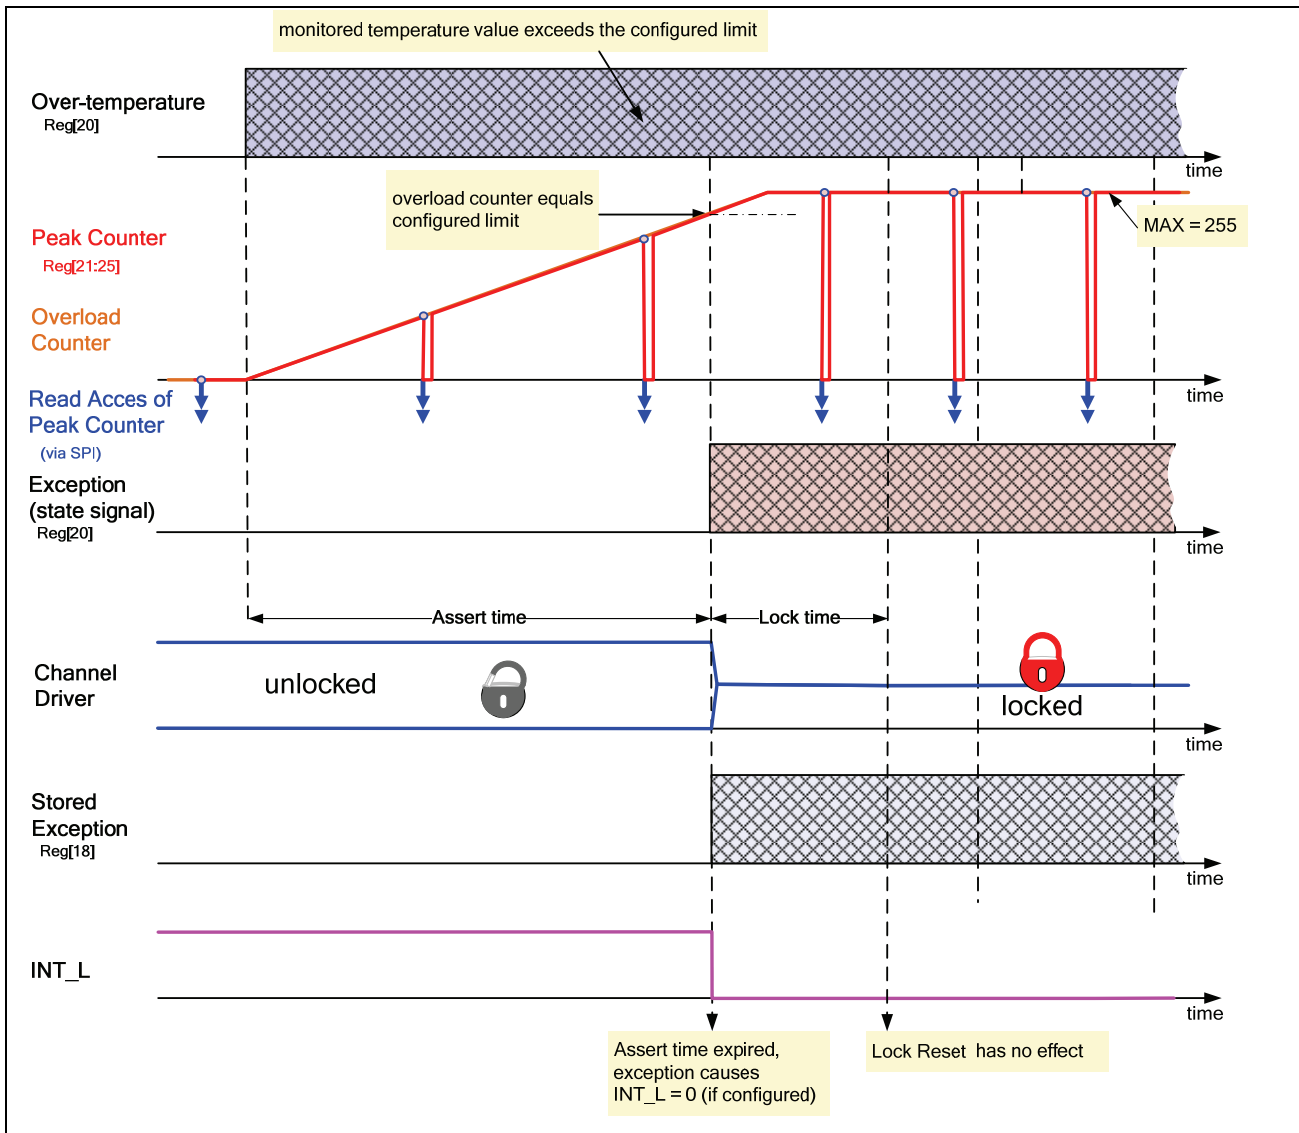 monitored temperature value exceeds the configured limit
Over-temperature
Reg[20]
time
overload counter equals
configured limit
MAX = 255
Peak Counter
Reg[21:25]
Overload
Counter
time
Read Acces of
Peak Counter
(via SPI)
Exception
(state signal)
Reg[20]
time
Assert time
Lock time
Channel
Driver
unlocked
locked
time
Stored
Exception
Reg[18]
time
INT_L
time
Assert time expired,
exception causes
INT_L = 0 (if configured)
Lock Reset has no effect